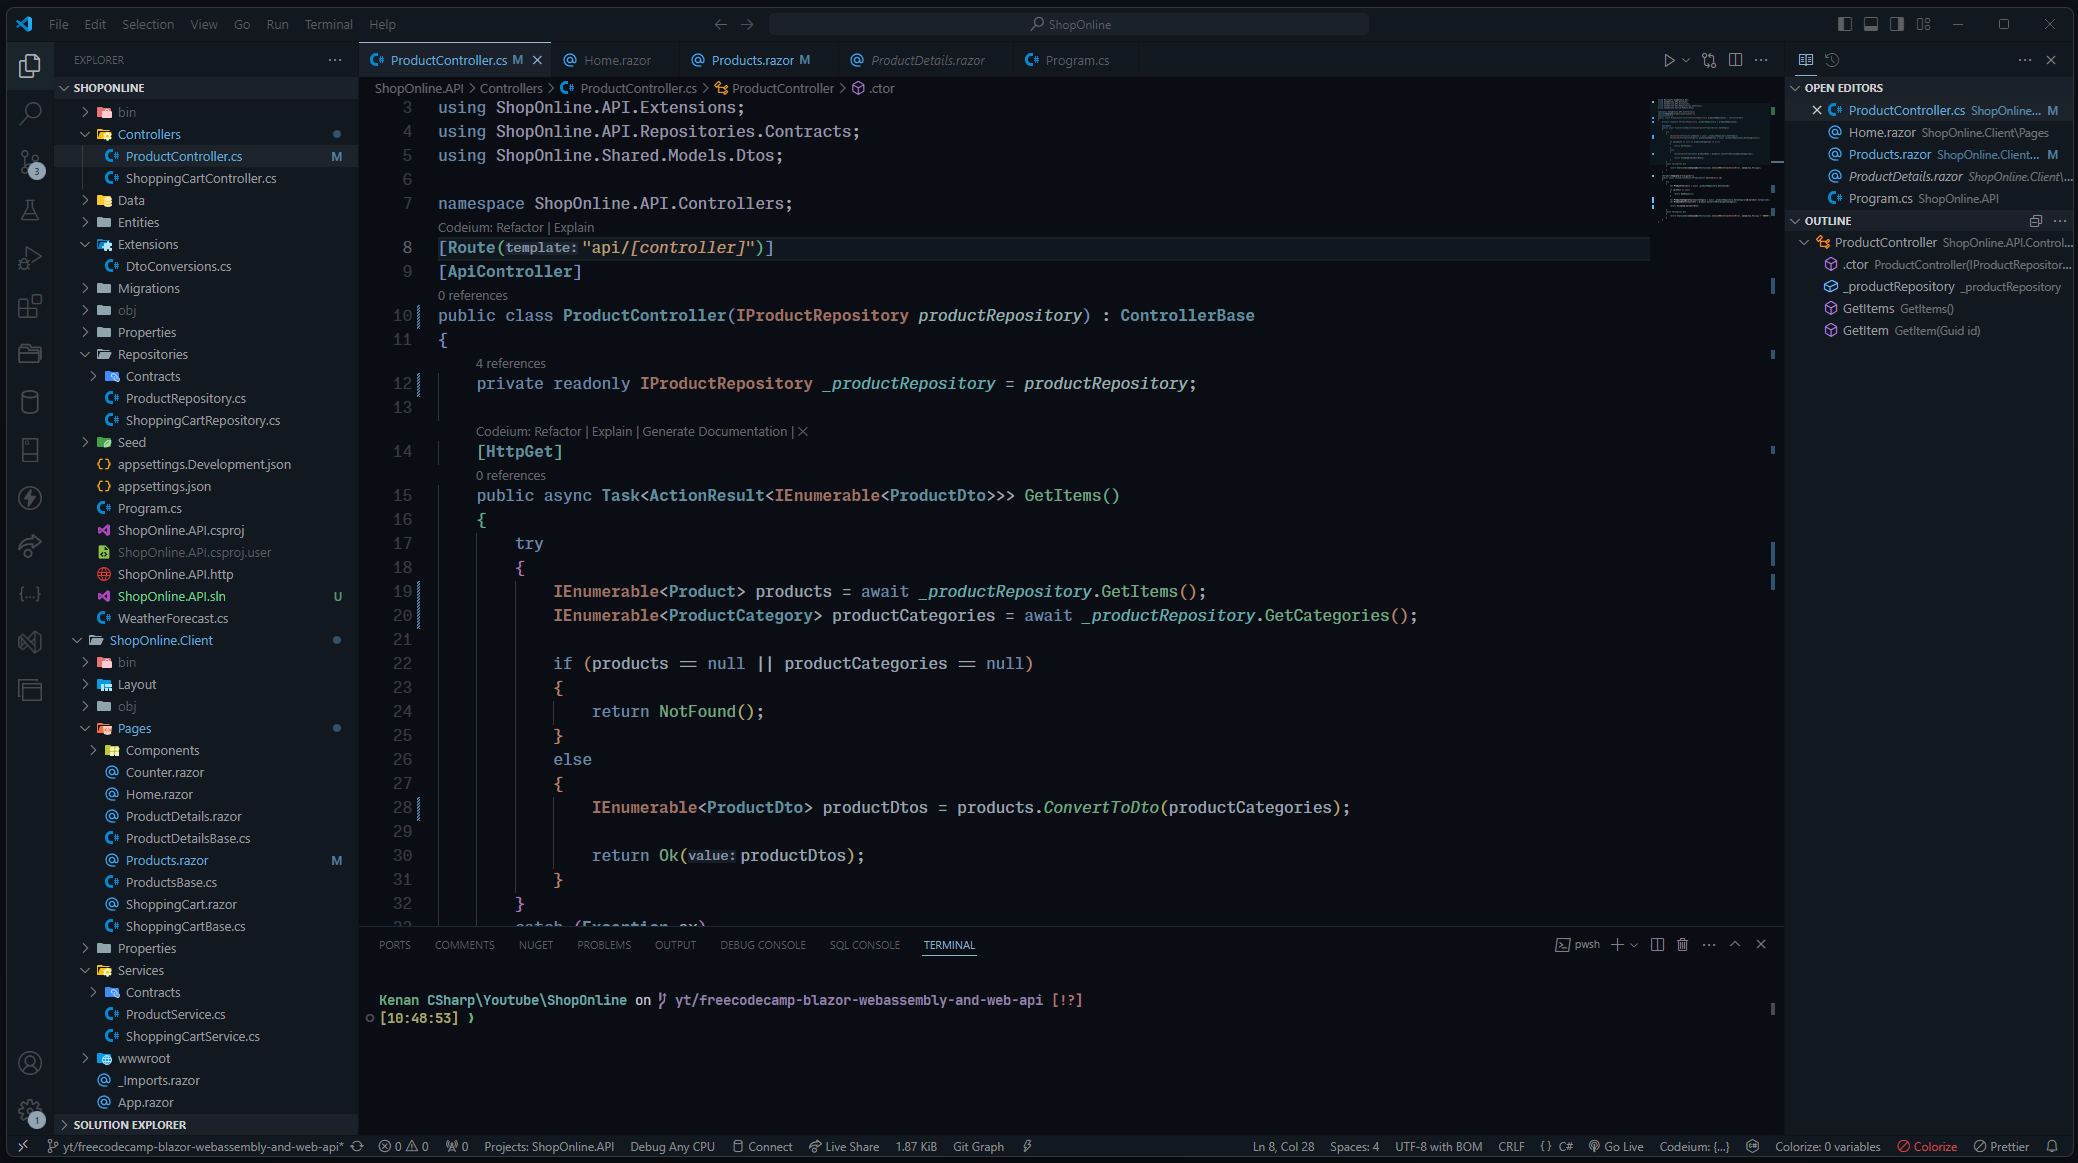 File Edit Selection View Go Run Terminal Help
ShopOnline
EXPLORER
SHOPONLINE
bin
Controllers
ProductController.cs M
ShoppingCartController.cs
Data
Entities
Extensions
DtoConversions.cs
Migrations
obj
Properties
Repositories
Contracts
ProductRepository.cs
ShoppingCartRepository.cs
Seed
appsettings.Development.json
appsettings.json
Program.cs
ShopOnline.API.csproj
ShopOnline.API.csproj.user
ShopOnline.API.http
ShopOnline.API.sln U
WeatherForecast.cs
ShopOnline.Client
bin
Layout
obj
Pages
Components
Counter.razor
Home.razor
ProductDetails.razor
ProductDetailsBase.cs
Products.razor M
ProductsBase.cs
ShoppingCart.razor
ShoppingCartBase.cs
Properties
Services
Contracts
ProductService.cs
ShoppingCartService.cs
wwwroot
_Imports.razor
App.razor
SOLUTION EXPLORER
3
1
ProductController.cs M Home.razor Products.razor M ProductDetails.razor Program.cs
ShopOnline.API > Controllers > ProductController.cs > ProductController > .ctor
3 using ShopOnline.API.Extensions;
4 using ShopOnline.API.Repositories.Contracts;
5 using ShopOnline.Shared.Models.Dtos;
6
7 namespace ShopOnline.API.Controllers;
Codeium: Refactor | Explain
8 [Route(template: "api/[controller]")]
9 [ApiController]
0 references
10 public class ProductController(IProductRepository productRepository) : ControllerBase
11 {
4 references
12 private readonly IProductRepository _productRepository = productRepository;
13
Codeium: Refactor | Explain | Generate Documentation | ×
14 [HttpGet]
0 references
15 public async Task<ActionResult<IEnumerable<ProductDto>>> GetItems()
16 {
17 try
18 {
19 IEnumerable<Product> products = await _productRepository.GetItems();
20 IEnumerable<ProductCategory> productCategories = await _productRepository.GetCategories();
21
22 if (products == null || productCategories == null)
23 {
24 return NotFound();
25 }
26 else
27 {
28 IEnumerable<ProductDto> productDtos = products.ConvertToDto(productCategories);
29
30 return Ok(value: productDtos);
31 }
32 }
33 catch (Exception ex)
PORTS COMMENTS NUGET PROBLEMS OUTPUT DEBUG CONSOLE SQL CONSOLE TERMINAL
pwsh
Kenan CSharp\Youtube\ShopOnline on yt/freecodecamp-blazor-webassembly-and-web-api [!?]
[10:48:53] ❯
OPEN EDITORS
ProductController.cs ShopOnline... M
Home.razor ShopOnline.Client\Pages
Products.razor ShopOnline.Client... M
ProductDetails.razor ShopOnline.Client\...
Program.cs ShopOnline.API
OUTLINE
ProductController ShopOnline.API.Control...
.ctor ProductController(IProductRepositor...
_productRepository _productRepository
GetItems GetItems()
GetItem GetItem(Guid id)
yt/freecodecamp-blazor-webassembly-and-web-api* 0 0 0 Projects: ShopOnline.API Debug Any CPU Connect Live Share 1.87 KiB Git Graph Ln 8, Col 28 Spaces: 4 UTF-8 with BOM CRLF {} C# Go Live Codeium: {...} Colorize: 0 variables Colorize Prettier